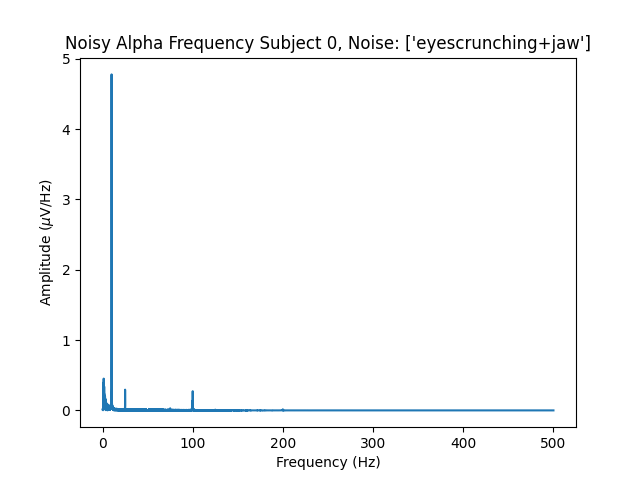 Noisy Alpha Frequency Subject 0, Noise: ['eyescrunching+jaw']
5
4
3
2
1
0
Amplitude (μV/Hz)
0 100 200 300 400 500
Frequency (Hz)